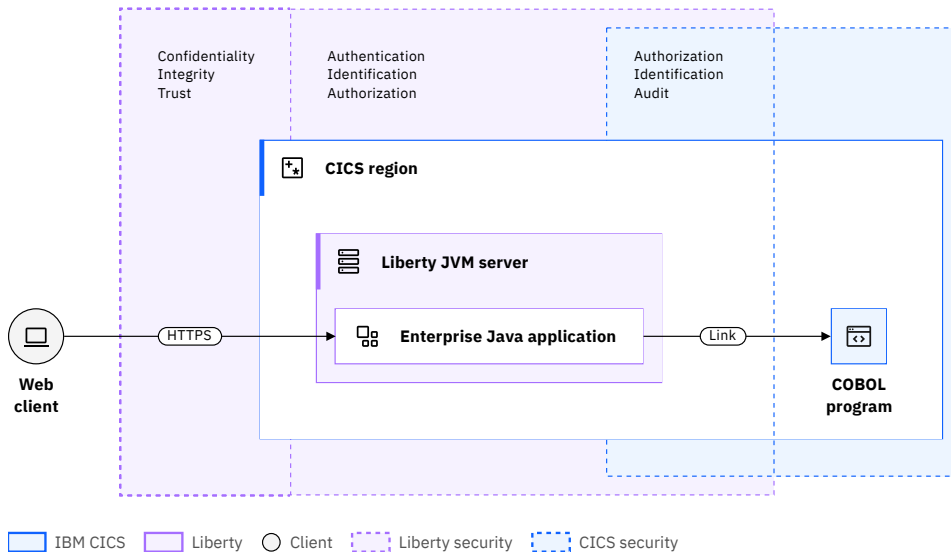 Confidentiality
Integrity
Trust
Authentication
Identification
Authorization
Authorization
Identification
Audit
CICS region
Liberty JVM server
HTTPS
Enterprise Java application
Link
Web
client
COBOL
program
IBM CICS
Liberty
Client
Liberty security
CICS security